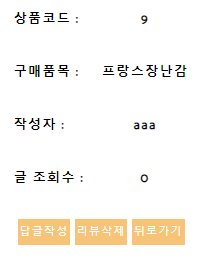 상품코드 : 9
구매품목 : 프랑스장난감
작성자 : aaa
글 조회수 : 0
답글작성 리뷰삭제 뒤로가기